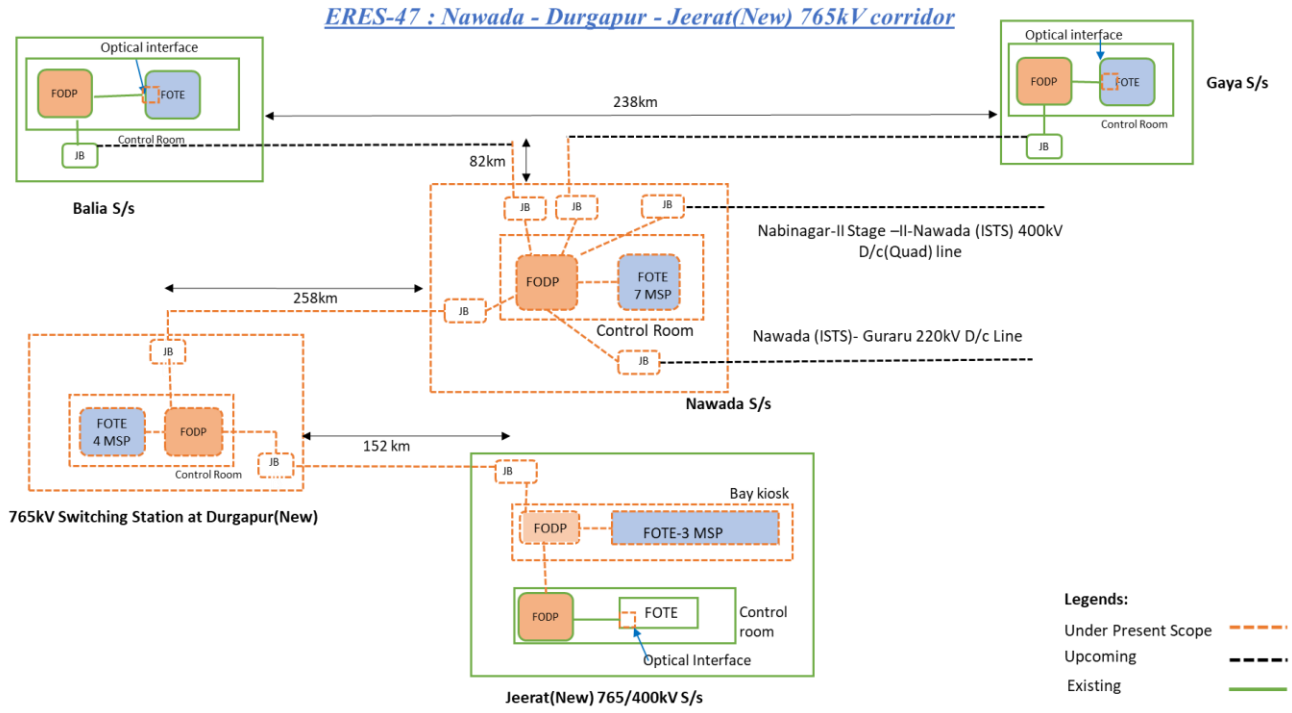 ERES-47 : Nawada - Durgapur - Jeerat(New) 765kV corridor
Optical interface
FODP
FOTE
Control Room
JB
Balia S/s
238km
82km
Optical interface
FODP
FOTE
Control Room
JB
Gaya S/s
JB
JB
JB
Nabinagar-II Stage –II-Nawada (ISTS) 400kV
D/c(Quad) line
FODP
FOTE
7 MSP
Control Room
258km
JB
JB
Nawada (ISTS)- Guraru 220kV D/c Line
Nawada S/s
JB
FOTE
4 MSP
FODP
Control Room
JB
765kV Switching Station at Durgapur(New)
152 km
JB
Bay kiosk
FODP
FOTE-3 MSP
FODP
FOTE
Control
room
Optical Interface
Jeerat(New) 765/400kV S/s
Legends:
Under Present Scope
Upcoming
Existing